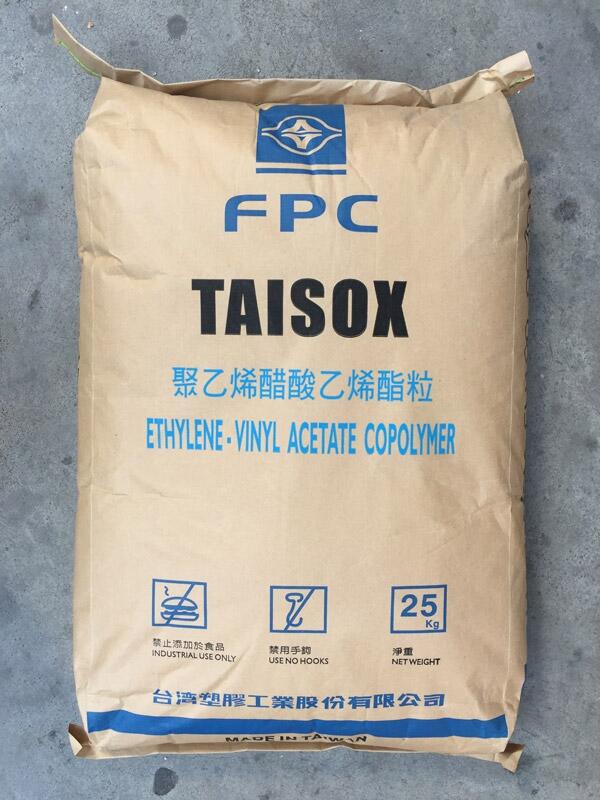 FPC
TAISOX
聚乙烯醋酸乙烯酯粒
ETHYLENE-VINYL ACETATE COPOLYMER
禁止添加於食品
INDUSTRIAL USE ONLY
禁用手鉤
USE NO HOOKS
25
Kg
淨重
NET WEIGHT
台湾塑膠工業股份有限公司
MADE IN TAIWAN